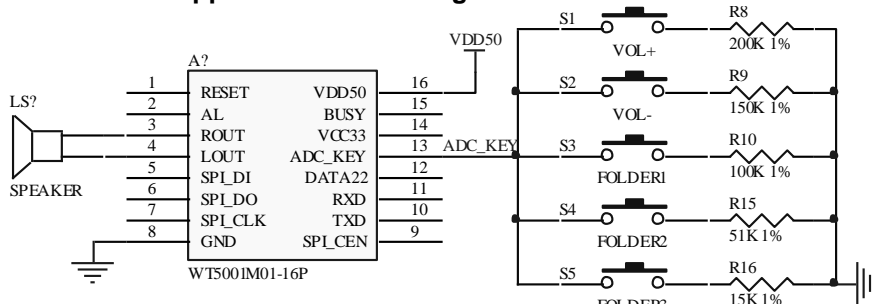 S1
R8
VOL+
200K 1%
VDD50
A?
S2
R9
VOL-
150K 1%
LS?
SPEAKER
1 RESET VDD50 16
2 AL BUSY 15
3 ROUT VCC33 14
4 LOUT ADC_KEY 13 ADC_KEY
5 SPI_DI DATA22 12
6 SPI_DO RXD 11
7 SPI_CLK TXD 10
8 GND SPI_CEN 9
WT5001M01-16P
S3
R10
FOLDER1
100K 1%
S4
R15
FOLDER2
51K 1%
S5
R16
15K 1%